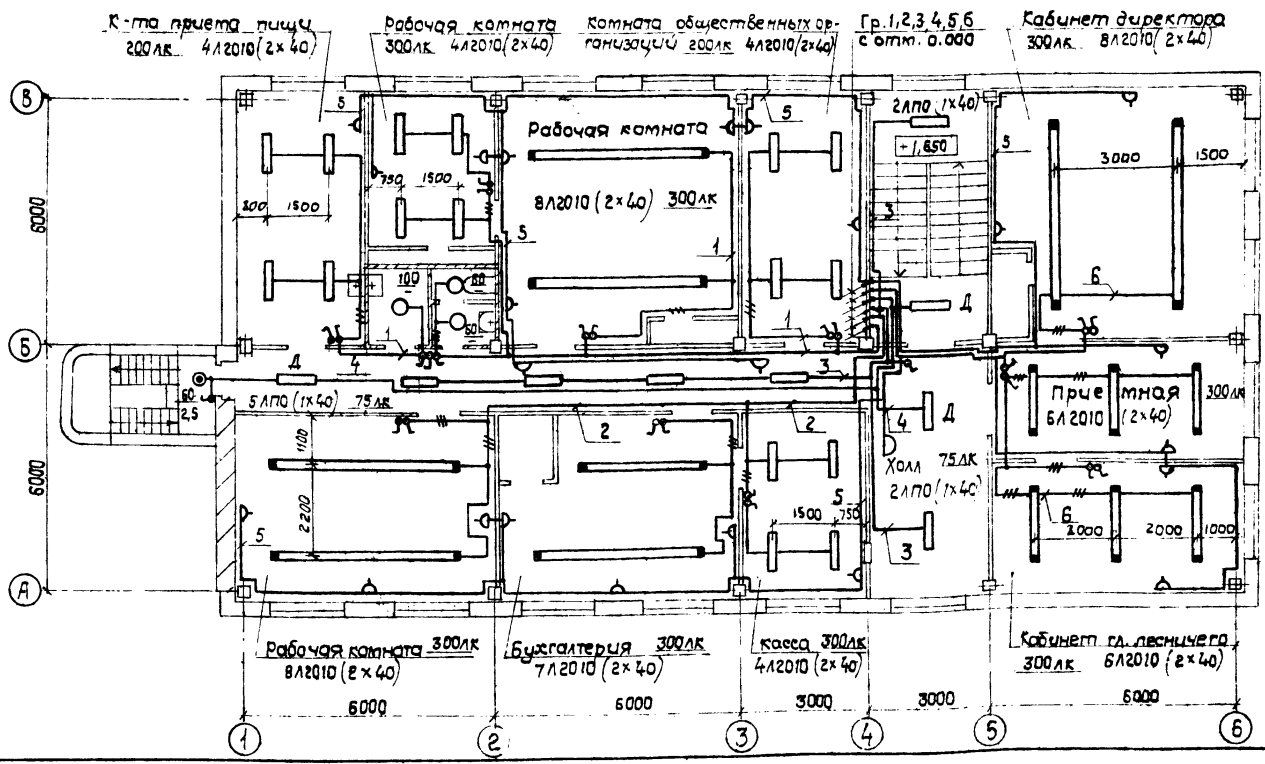 К-та приета пищи
200лк 4Л2010(2×40)
Рабочая комната
300лк 4Л2010(2×40)
Комната общественных ор-
ганизаций 200лк 4Л2010(2×40)
Гр.1,2,3,4,5,6
с отм. 0.000
Кабинет директора
300лк 8Л2010(2×40)
В
5
5
2ЛПО(1×40)
+1,650
5
Рабочая комната
3000
1500
750
1500
8Л2010(2×40) 300лк
800
1500
6000
5
1
3
100
60
60
6
Д
1
1
Б
Д
4
3
60
2,5
5ЛПО(1×40) 75лк
Приемная
300лк
6Л2010(2×40)
2
2
4
Д
1100
Холл 75лк
2ЛПО(1×40)
6000
2200
5
5
1500
750
3
6
2000
2000
1000
А
Рабочая комната 300лк
8Л2010(2×40)
Бухгалтерия 300лк
7Л2010(2×40)
касса 300лк
4Л2010(2×40)
Кабинет гл. лесничего
300лк 6Л2010(2×40)
6000
6000
3000
3000
6000
1
2
3
4
5
6